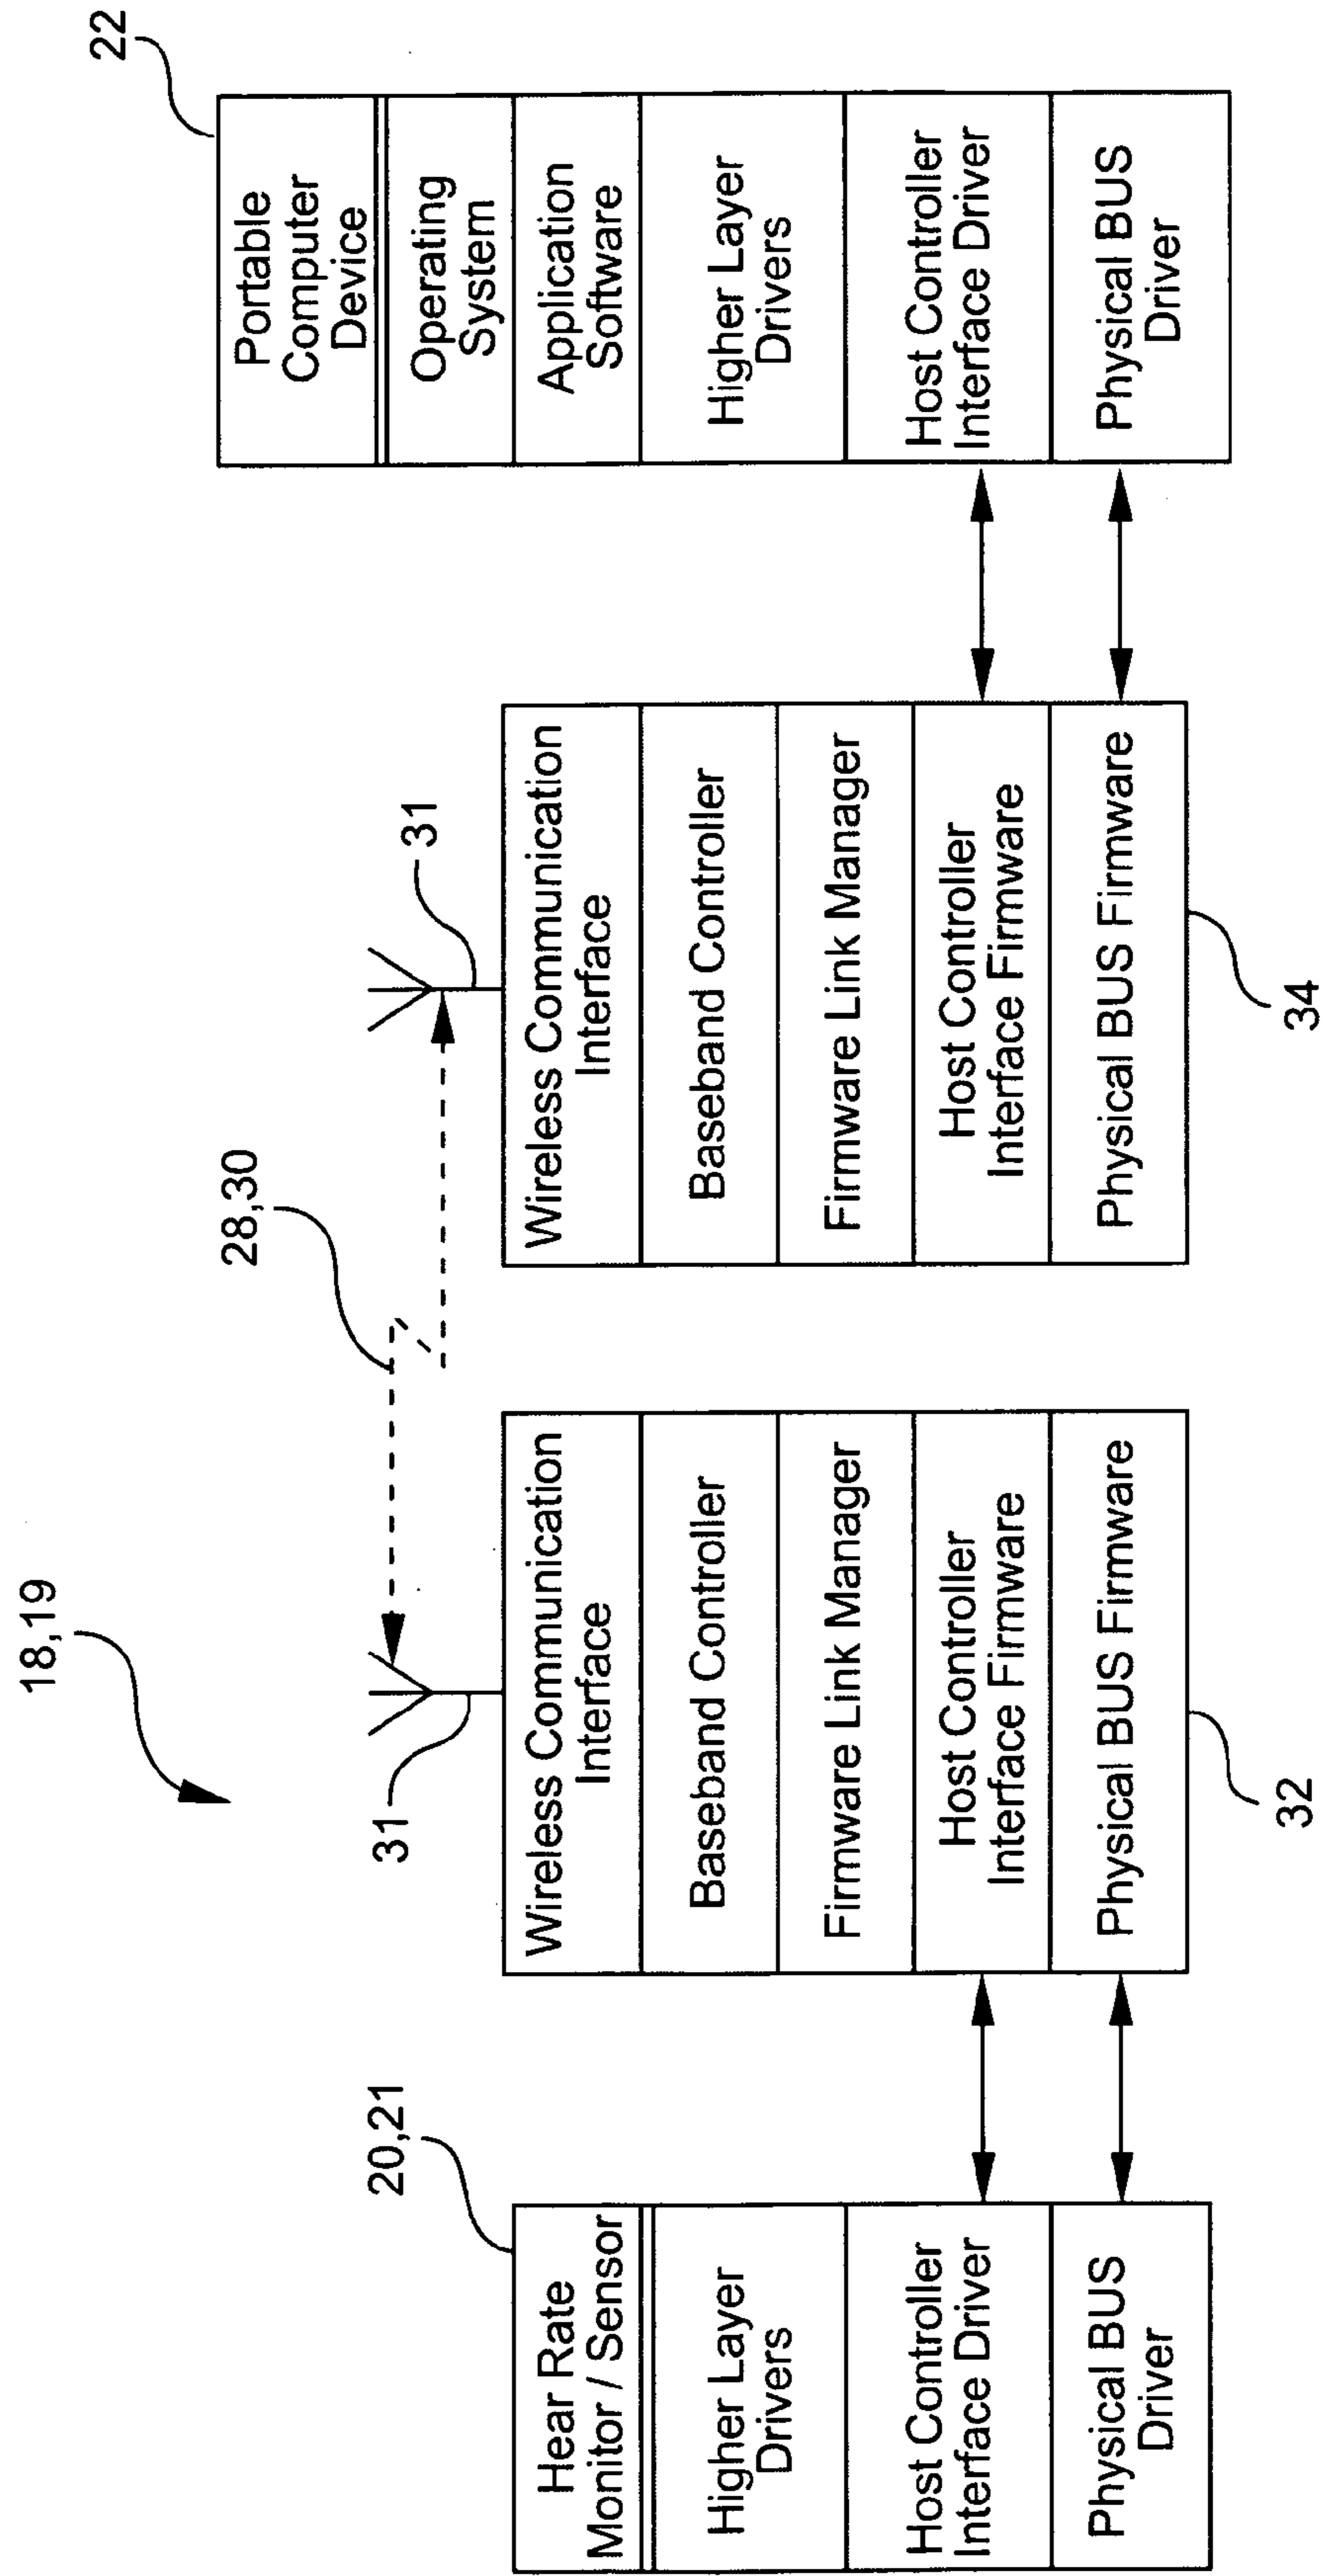 18,19
28,30
22
20,21
31
31
Hear Rate
Monitor / Sensor
Higher Layer
Drivers
Host Controller
Interface Driver
Physical BUS
Driver
Wireless Communication
Interface
Baseband Controller
Firmware Link Manager
Host Controller
Interface Firmware
Physical BUS Firmware
32
Wireless Communication
Interface
Baseband Controller
Firmware Link Manager
Host Controller
Interface Firmware
Physical BUS Firmware
34
Portable
Computer
Device
Operating
System
Application
Software
Higher Layer
Drivers
Host Controller
Interface Driver
Physical BUS
Driver